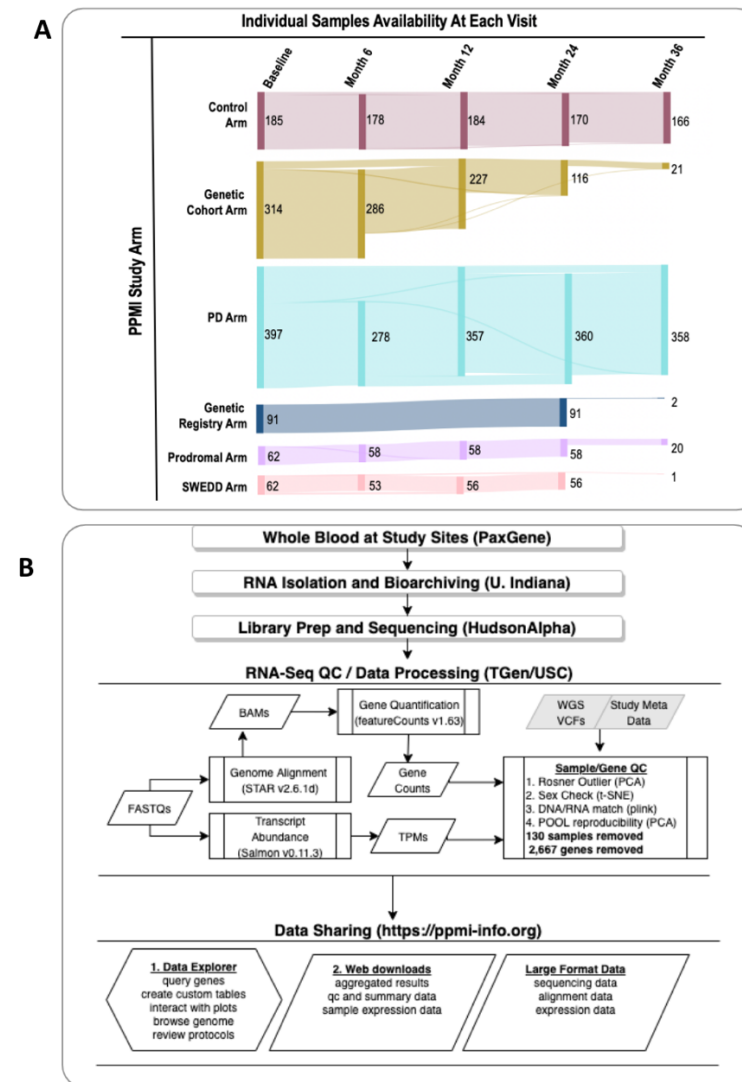 A
Individual Samples Availability At Each Visit
Baseline
Month 6
Month 12
Month 24
Month 36
PPMI Study Arm
Control
Arm
185
178
184
170
166
Genetic
Cohort Arm
314
286
227
116
21
PD Arm
397
278
357
360
358
Genetic
Registry Arm
91
91
2
Prodromal Arm
62
58
58
58
20
SWEDD Arm
62
53
56
56
1
B
Whole Blood at Study Sites (PaxGene)
RNA Isolation and Bioarchiving (U. Indiana)
Library Prep and Sequencing (HudsonAlpha)
RNA-Seq QC / Data Processing (TGen/USC)
FASTQs
BAMs
Genome Alignment
(STAR v2.6.1d)
Transcript
Abundance
(Salmon v0.11.3)
Gene Quantification
(featureCounts v1.63)
Gene
Counts
TPMs
WGS
VCFs
Study Meta
Data
Sample/Gene QC
1. Rosner Outlier (PCA)
2. Sex Check (t-SNE)
3. DNA/RNA match (plink)
4. POOL reproducibility (PCA)
130 samples removed
2,667 genes removed
Data Sharing (https://ppmi-info.org)
1. Data Explorer
query genes
create custom tables
interact with plots
browse genome
review protocols
2. Web downloads
aggregated results
qc and summary data
sample expression data
Large Format Data
sequencing data
alignment data
expression data